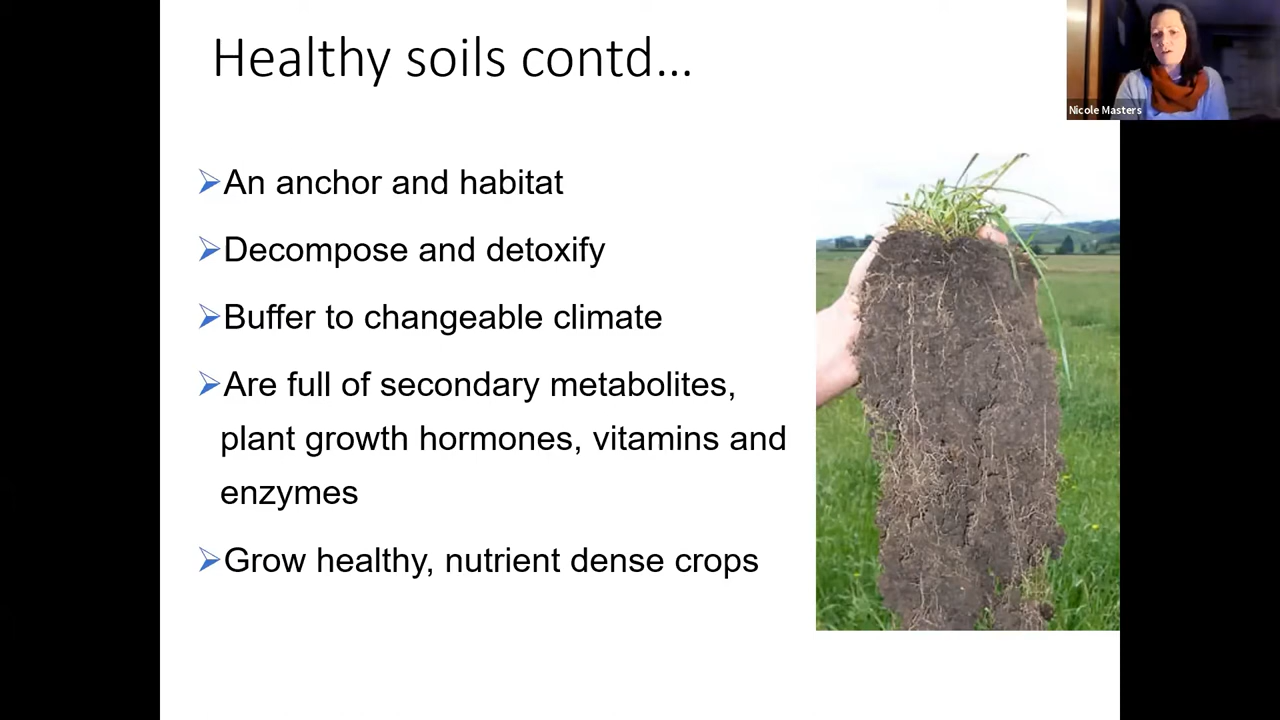 Healthy soils contd...
Nicole Masters
An anchor and habitat
Decompose and detoxify
Buffer to changeable climate
Are full of secondary metabolites,
plant growth hormones, vitamins and
enzymes
Grow healthy, nutrient dense crops